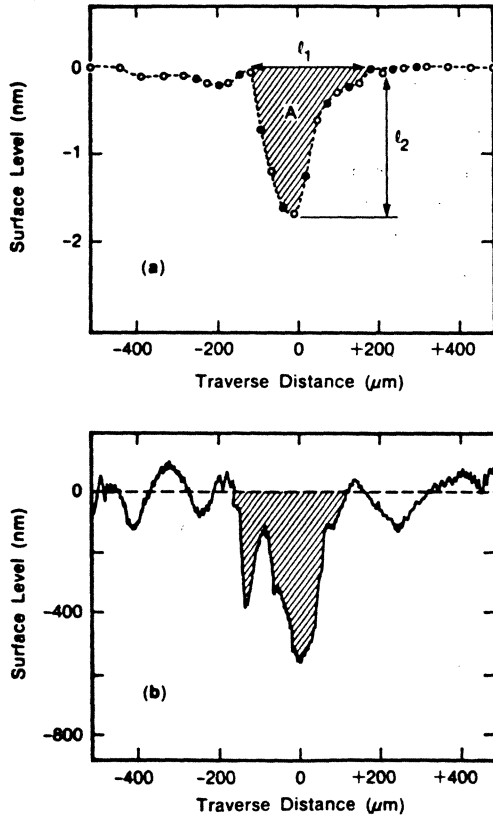 ℓ1
0
A
ℓ2
-1
-2
Surface Level (nm)
(a)
-400 -200 0 +200 +400
Traverse Distance (μm)
0
-400
-800
Surface Level (nm)
(b)
-400 -200 0 +200 +400
Traverse Distance (μm)